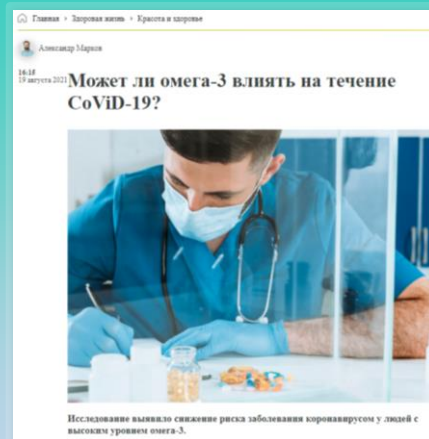 Главная › Здоровая жизнь › Красота и здоровье
Александр Марков
16:15
19 августа 2021
Может ли омега-3 влиять на течение
CoViD-19?
Исследование выявило снижение риска заболевания коронавирусом у людей с
высоким уровнем омега-3.